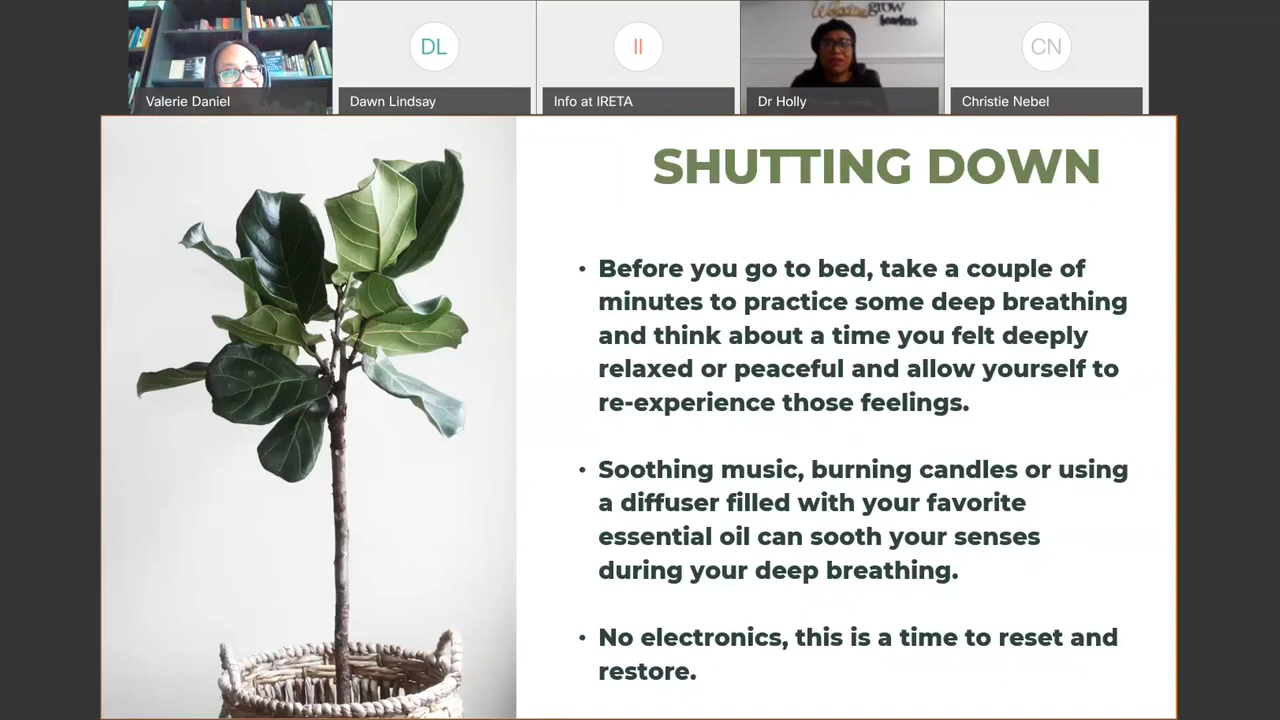 Welcome grow
fearless
DL
II
CN
Valerie Daniel
Dawn Lindsay
Info at IRETA
Dr Holly
Christie Nebel
SHUTTING DOWN
• Before you go to bed, take a couple of
minutes to practice some deep breathing
and think about a time you felt deeply
relaxed or peaceful and allow yourself to
re-experience those feelings.
• Soothing music, burning candles or using
a diffuser filled with your favorite
essential oil can sooth your senses
during your deep breathing.
• No electronics, this is a time to reset and
restore.